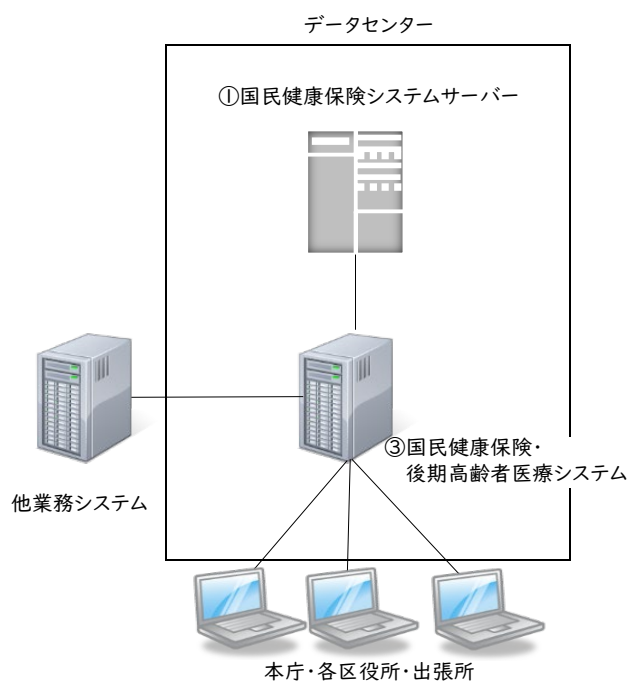 データセンター
①国民健康保険システムサーバー
③国民健康保険・
後期高齢者医療システム
他業務システム
本庁・各区役所・出張所